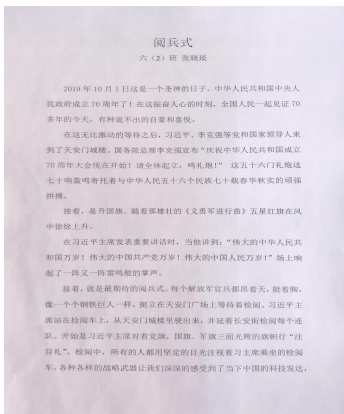 阅兵式
六（2）班 张晓琰
2019 年 10 月 1 日这是一个圣神的日子。中华人民共和国中央人
民政府成立 70 周年了！在这振奋人心的时刻，全国人民一起见证 70
多年的今天，有种说不出的自豪和喜悦。
在这无比激动的等待之后，习近平、李克强等党和国家领导人来
到了天安门城楼。国务院总理李克强宣布“庆祝中华人民共和国成立
70 周年大会现在开始！请全体起立，鸣礼炮！” 这五十六门礼炮这
七十响轰鸣寄托着与中华人民五十六个民族七十载春华秋实的顽强
拼搏。
接着，是升国旗。随着那雄壮的《义勇军进行曲》五星红旗在风
中徐徐上升。
在习近平主席发表重要讲话时，当他讲到：“伟大的中华人民共
和国万岁！伟大的中国共产党万岁！伟大的中国人民万岁！”场上响
起了一阵又一阵雷鸣般的掌声。
接着，就是最期待的阅兵式。每个解放军官兵都昂着天，挺着胸，
像一个个钢铁巨人一样，挺立在天安门广场上等待着检阅。习近平主
席站在检阅车上，从天安门城楼里驶出来，并延着长安街检阅每个连
队。开始是习近平主席对着党旗，国旗、军旗三面光辉的旗帜行“注
目礼”。检阅中，所有的人都用坚定的目光注视着习主席乘坐的检阅
车，各种各样的战略武器让我们深深的感受到了当下中国的科技发达，